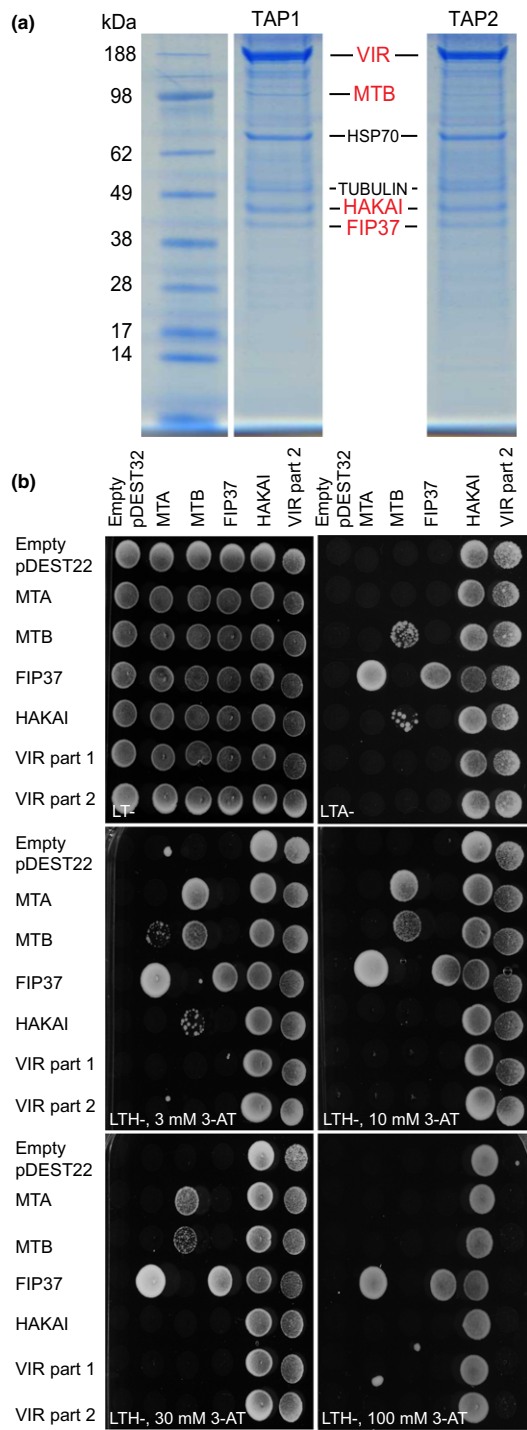 (a)
kDa
TAP1
TAP2
188
98
62
49
38
28
17
14
VIR
MTB
HSP70
TUBULIN
HAKAI
FIP37
(b)
Empty pDEST32
MTA
MTB
FIP37
HAKAI
VIR part 2
Empty pDEST32
MTA
MTB
FIP37
HAKAI
VIR part 2
Empty
pDEST22
MTA
MTB
FIP37
HAKAI
VIR part 1
VIR part 2
LT-
LTA-
Empty
pDEST22
MTA
MTB
FIP37
HAKAI
VIR part 1
VIR part 2
LTH-, 3 mM 3-AT
LTH-, 10 mM 3-AT
Empty
pDEST22
MTA
MTB
FIP37
HAKAI
VIR part 1
VIR part 2
LTH-, 30 mM 3-AT
LTH-, 100 mM 3-AT